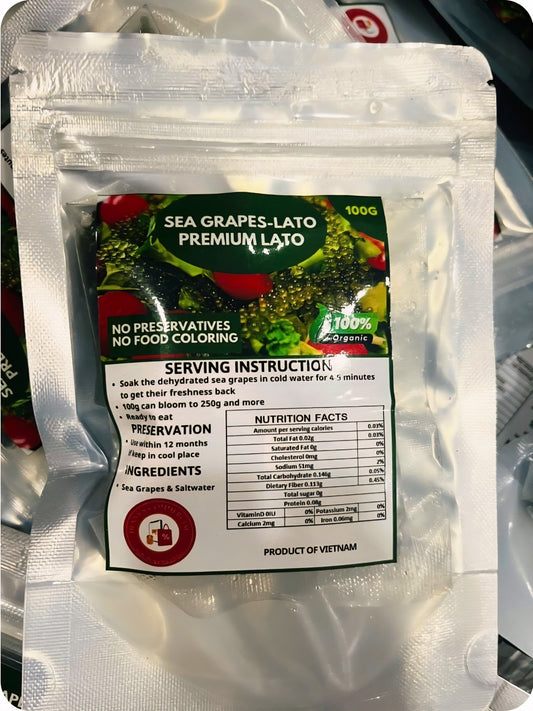 SEA GRAPES-LATO
PREMIUM LATO
100G
NO PRESERVATIVES
NO FOOD COLORING
100%
Organic
SERVING INSTRUCTION
• Soak the dehydrated sea grapes in cold water for 4-5 minutes
to get their freshness back
• 100g can bloom to 250g and more
• Ready to eat
PRESERVATION
• Use within 12 months
if keep in cool place
INGREDIENTS
• Sea Grapes & Saltwater
NUTRITION FACTS
Amount per serving calories 0.03%
Total Fat 0.02g 0.03%
Saturated Fat 0g 0%
Cholesterol 0mg 0%
Sodium 51mg 2%
Total Carbohydrate 0.146g 0.05%
Dietary Fiber 0.113g 0.45%
Total sugar 0g
Protein 0.08g
VitaminD 0IU 0% Potassium 2mg 0%
Calcium 2mg 0% Iron 0.06mg 0%
PRODUCT OF VIETNAM